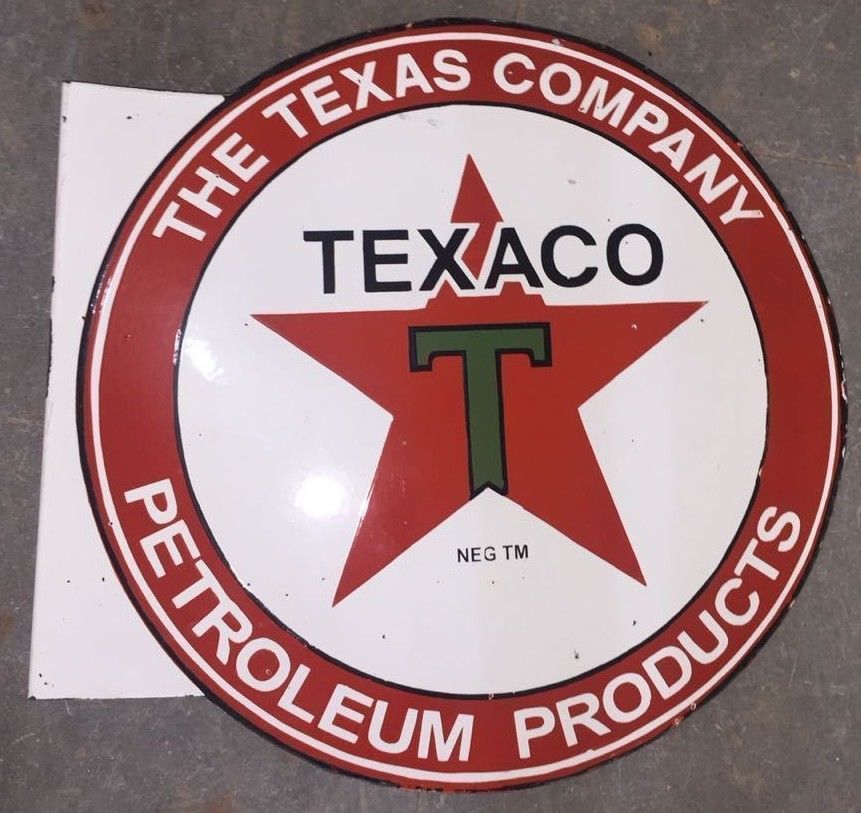 THE TEXAS COMPANY
TEXACO
T
NEG TM
PETROLEUM PRODUCTS